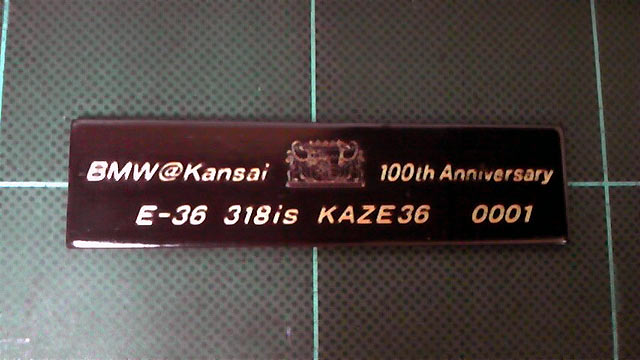 BMW@Kansai 100th Anniversary
E-36 318is KAZE36 0001